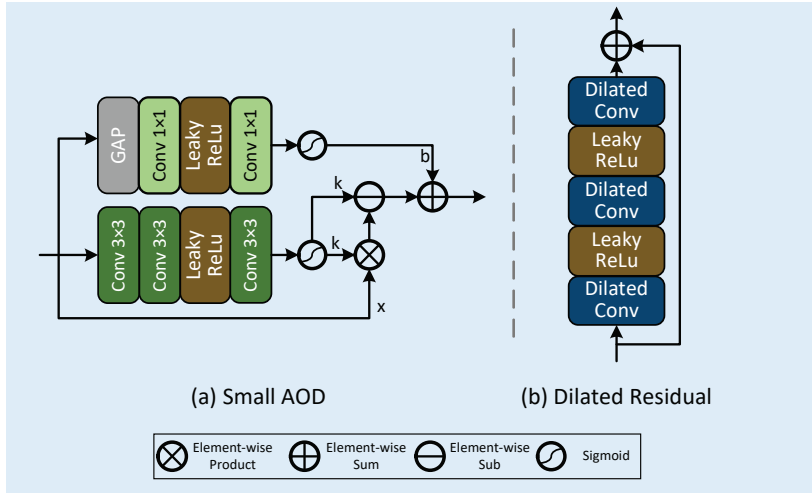 GAP
Conv 1×1
Leaky
ReLu
Conv 1×1
b
Conv 3×3
Conv 3×3
Leaky
ReLu
Conv 3×3
k
k
x
(a) Small AOD
Dilated
Conv
Leaky
ReLu
Dilated
Conv
Leaky
ReLu
Dilated
Conv
(b) Dilated Residual
Element-wise
Product
Element-wise
Sum
Element-wise
Sub
Sigmoid